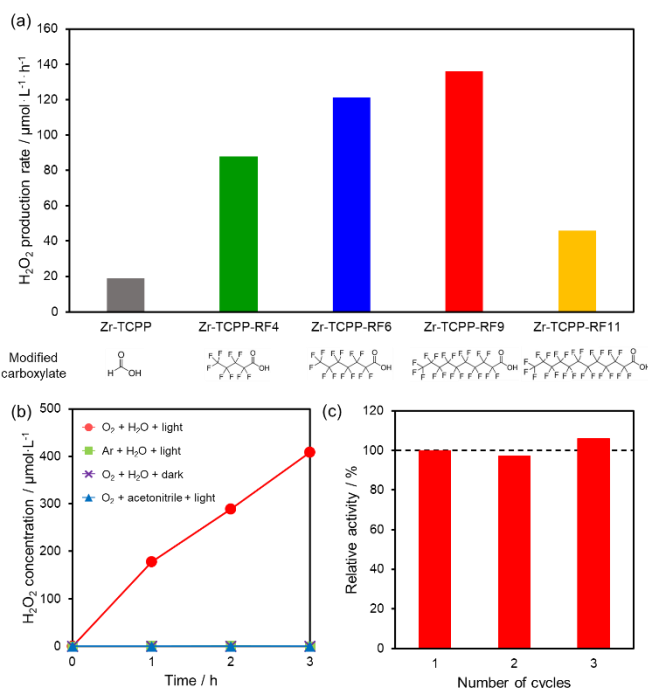 (a)
H₂O₂ production rate / μmol·L⁻¹·h⁻¹
160
140
120
100
80
60
40
20
0
Zr-TCPP Zr-TCPP-RF4 Zr-TCPP-RF6 Zr-TCPP-RF9 Zr-TCPP-RF11
Modified
carboxylate
(b)
H₂O₂ concentration / μmol·L⁻¹
500
400
300
200
100
0
O₂ + H₂O + light
Ar + H₂O + light
O₂ + H₂O + dark
O₂ + acetonitrile + light
0 1 2 3
Time / h
(c)
Relative activity / %
120
100
80
60
40
20
0
1 2 3
Number of cycles